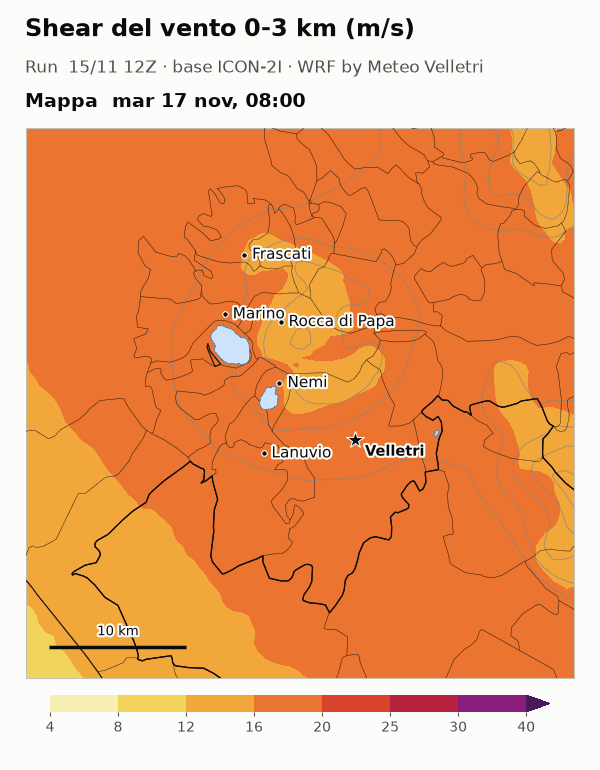 Shear del vento 0-3 km (m/s)
Run  15/11 12Z · base ICON-2I · WRF by Meteo Velletri
Mappa  mar 17 nov, 08:00
Frascati
Marino
Rocca di Papa
Nemi
Velletri
Lanuvio
10 km
4 8 12 16 20 25 30 40